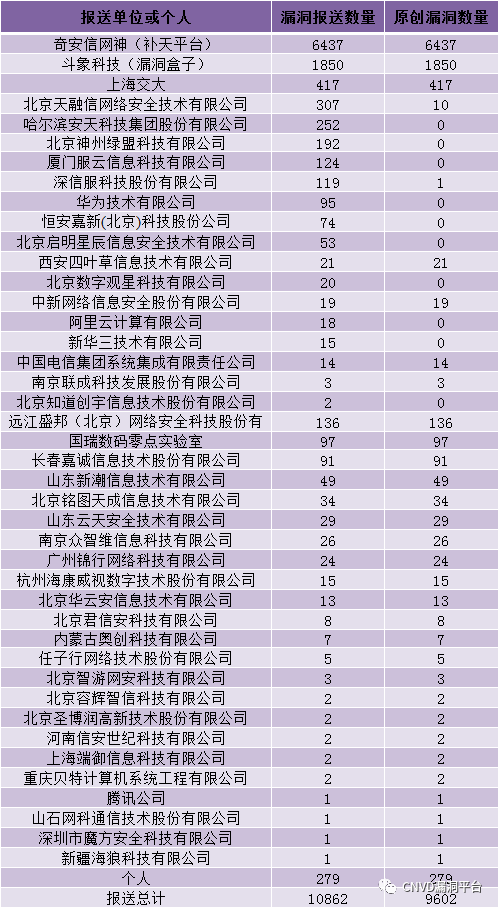 报送单位或个人 漏洞报送数量 原创漏洞数量
奇安信网神（补天平台） 6437 6437
斗象科技（漏洞盒子） 1850 1850
上海交大 417 417
北京天融信网络安全技术有限公司 307 10
哈尔滨安天科技集团股份有限公司 252 0
北京神州绿盟科技有限公司 192 0
厦门服云信息科技有限公司 124 0
深信服科技股份有限公司 119 1
华为技术有限公司 95 0
恒安嘉新(北京)科技股份公司 74 0
北京启明星辰信息安全技术有限公司 53 0
西安四叶草信息技术有限公司 21 21
北京数字观星科技有限公司 20 0
中新网络信息安全股份有限公司 19 19
阿里云计算有限公司 18 0
新华三技术有限公司 15 0
中国电信集团系统集成有限责任公司 14 14
南京联成科技发展股份有限公司 3 3
北京知道创宇信息技术股份有限公司 2 0
远江盛邦（北京）网络安全科技股份有 136 136
国瑞数码零点实验室 97 97
长春嘉诚信息技术股份有限公司 91 91
山东新潮信息技术有限公司 49 49
北京铭图天成信息技术有限公司 34 34
山东云天安全技术有限公司 29 29
南京众智维信息科技有限公司 26 26
广州锦行网络科技有限公司 24 24
杭州海康威视数字技术股份有限公司 15 15
北京华云安信息技术有限公司 13 13
北京君信安科技有限公司 8 8
内蒙古奥创科技有限公司 7 7
任子行网络技术股份有限公司 5 5
北京智游网安科技有限公司 3 3
北京容辉智信科技有限公司 2 2
北京圣博润高新技术股份有限公司 2 2
河南信安世纪科技有限公司 2 2
上海端御信息科技有限公司 2 2
重庆贝特计算机系统工程有限公司 2 2
腾讯公司 1 1
山石网科通信技术股份有限公司 1 1
深圳市魔方安全科技有限公司 1 1
新疆海狼科技有限公司 1 1
个人 279 279
CNVD漏洞平台
报送总计 10862 9602